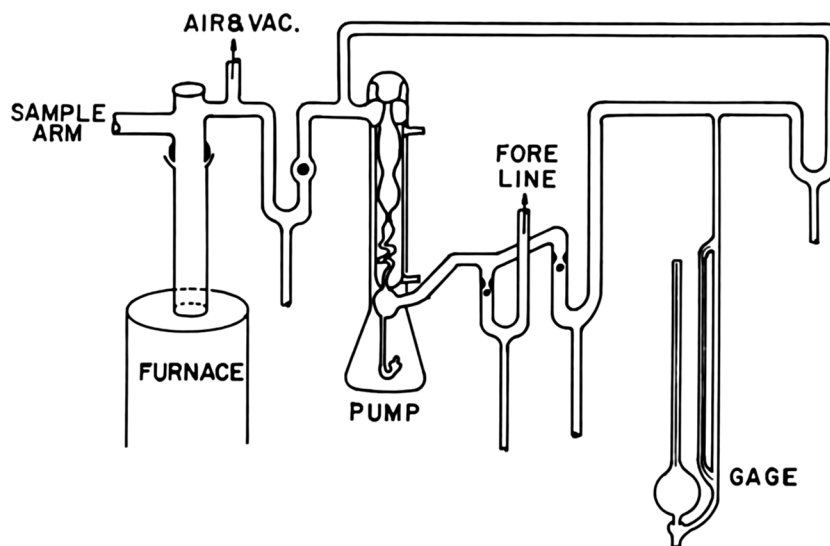 AIR & VAC.
SAMPLE
ARM
FORE
LINE
FURNACE
PUMP
GAGE